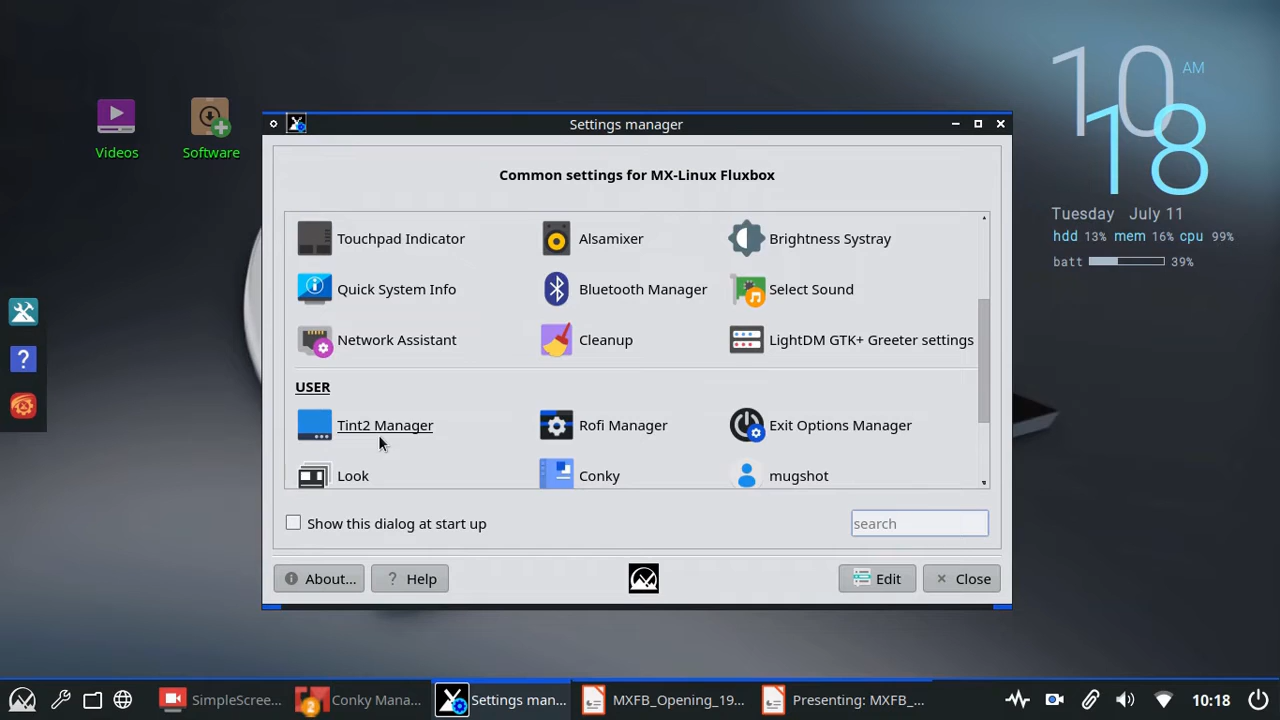 10
AM
18
Tuesday July 11
hdd 13% mem 16% cpu 99%
batt 39%
Videos
Software
Settings manager
Common settings for MX-Linux Fluxbox
Touchpad Indicator
Alsamixer
Brightness Systray
Quick System Info
Bluetooth Manager
Select Sound
Network Assistant
Cleanup
LightDM GTK+ Greeter settings
USER
Tint2 Manager
Rofi Manager
Exit Options Manager
Look
Conky
mugshot
Show this dialog at start up
search
About...
? Help
Edit
Close
?
SimpleScree...
2
Conky Mana...
Settings man...
MXFB_Opening_19...
Presenting: MXFB_...
10:18